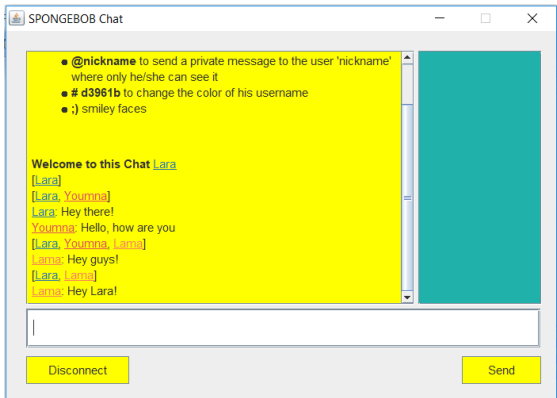 SPONGEBOB Chat
@nickname to send a private message to the user 'nickname'
where only he/she can see it
# d3961b to change the color of his username
;) smiley faces
Welcome to this Chat Lara
[Lara]
[Lara, Youmna]
Lara: Hey there!
Youmna: Hello, how are you
[Lara, Youmna, Lama]
Lama: Hey guys!
[Lara, Lama]
Lama: Hey Lara!
Disconnect
Send